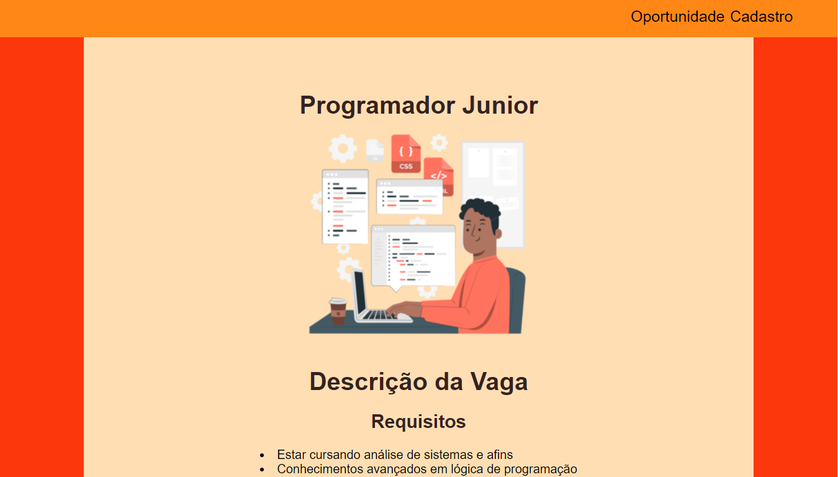 Oportunidade Cadastro
Programador Junior
{ }
CSS
</>
Descrição da Vaga
Requisitos
• Estar cursando análise de sistemas e afins
• Conhecimentos avançados em lógica de programação